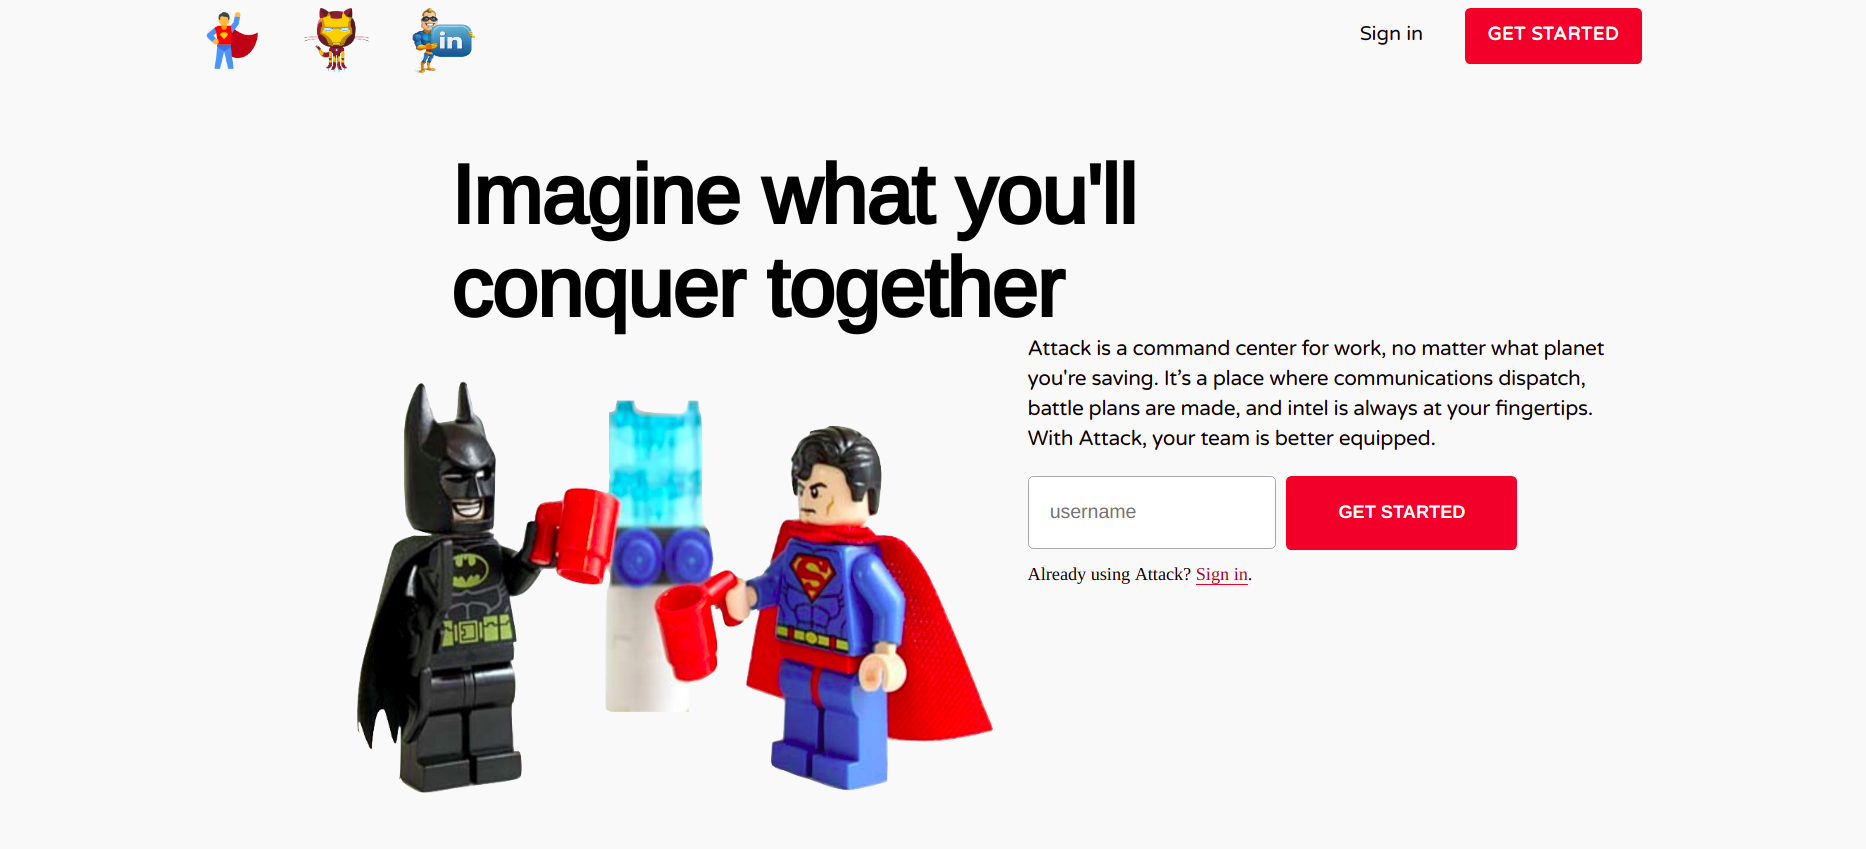 in
Sign in
GET STARTED
Imagine what you'll
conquer together
Attack is a command center for work, no matter what planet
you're saving. It’s a place where communications dispatch,
battle plans are made, and intel is always at your fingertips.
With Attack, your team is better equipped.
username
GET STARTED
Already using Attack? Sign in.